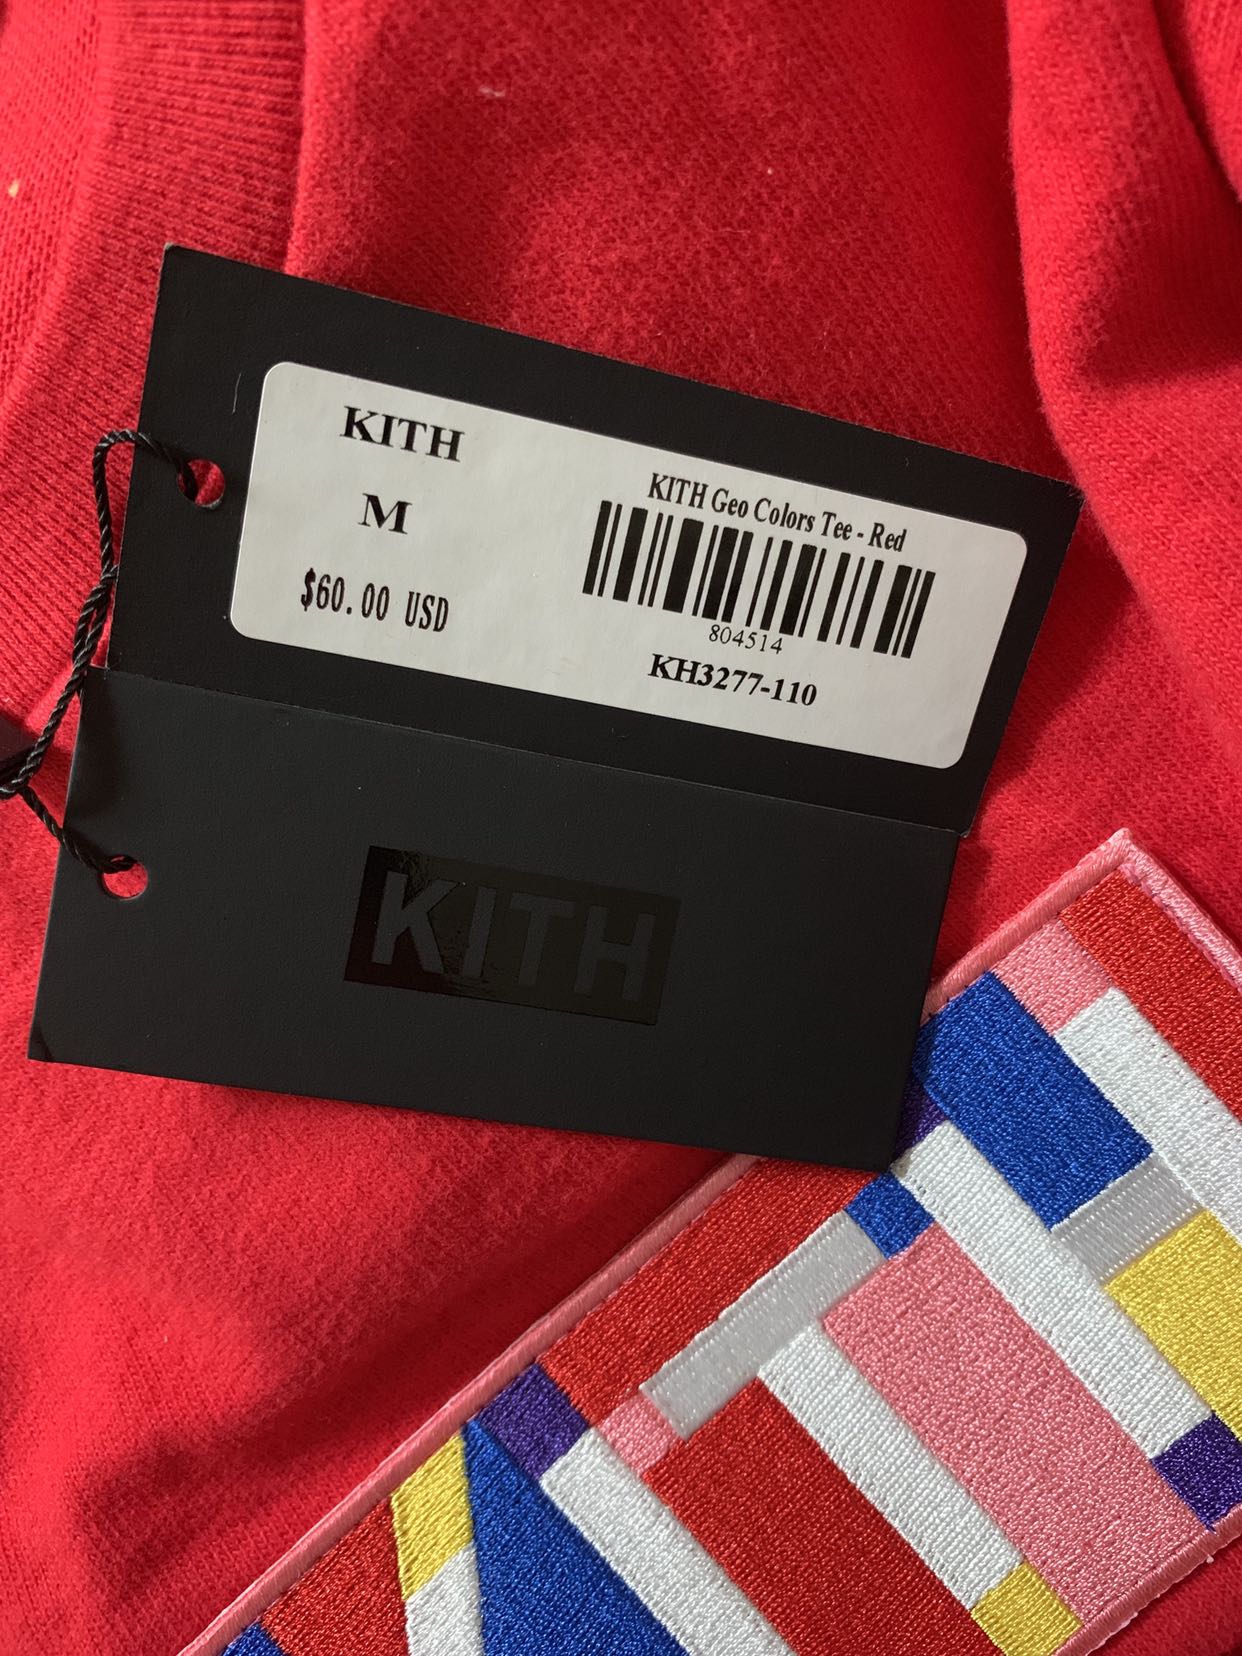 KITH
M
$60.00 USD
KITH Geo Colors Tee - Red
804514
KH3277-110
KITH